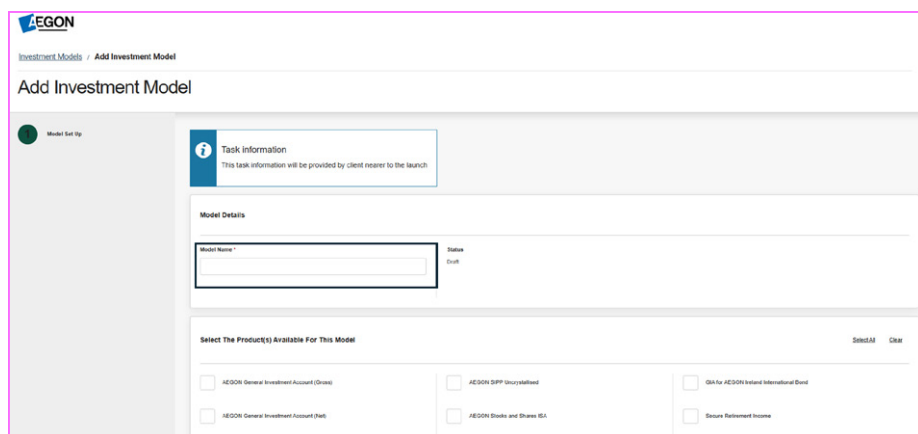 AEGON
Investment Models / Add Investment Model
Add Investment Model
1 Model Set Up
Task information
This task information will be provided by client nearer to the launch
Model Details
Model Name *
Status
Draft
Select The Product(s) Available For This Model
Select All Clear
AEGON General Investment Account (Gross)
AEGON SIPP Uncrystallised
GIA for AEGON Ireland International Bond
AEGON General Investment Account (Net)
AEGON Stocks and Shares ISA
Secure Retirement Income